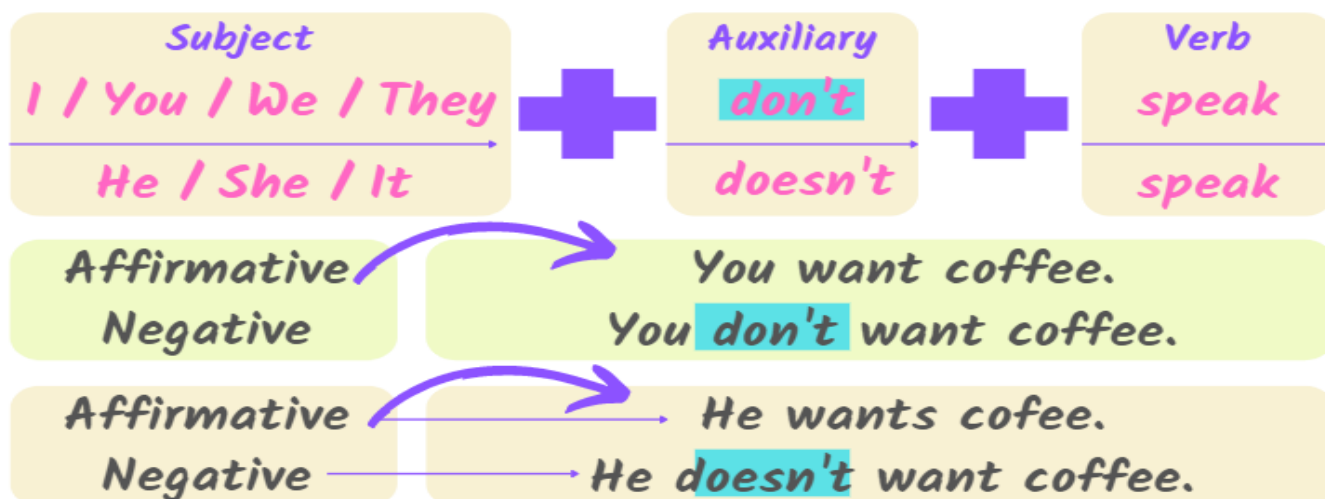 Subject Auxiliary Verb
I / You / We / They don't speak
He / She / It doesn't speak
Affirmative You want coffee.
Negative You don't want coffee.
Affirmative He wants cofee.
Negative He doesn't want coffee.